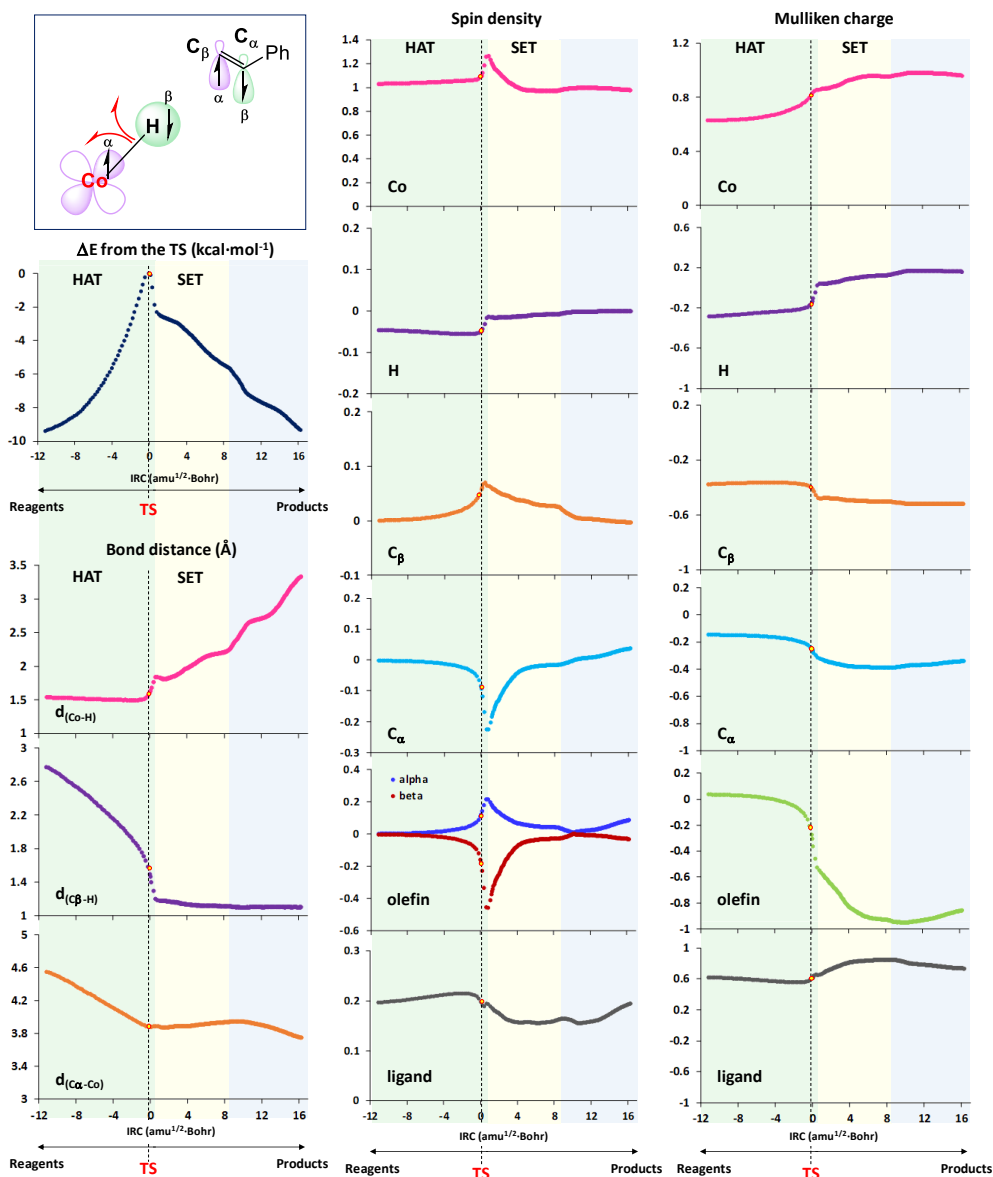 C
β
C
α
Ph
α
β
β
H
α
Co
ΔE from the TS (kcal·mol-1)
HAT SET
0
-2
-4
-6
-8
-10
-12 -8 -4 0 4 8 12 16
IRC (amu1/2·Bohr)
Reagents TS Products
Bond distance (Å)
HAT SET
3.5
3
2.5
2
1.5
1
d(Co-H)
2.6
2.2
1.8
1.4
1
d(Cβ-H)
5
4.6
4.2
3.8
3.4
3
d(Cα-Co)
-12 -8 -4 0 4 8 12 16
IRC (amu1/2·Bohr)
Reagents TS Products
Spin density
HAT SET
1.4
1.2
1
0.8
0.6
0.4
0.2
0
Co
0.2
0.1
0
-0.1
-0.2
H
0.2
0.1
0
-0.1
Cβ
0.2
0.1
0
-0.1
-0.2
-0.3
Cα
0.4
0.2
0
-0.2
-0.4
-0.6
alpha
beta
olefin
0.3
0.2
0.1
0
ligand
-12 -8 -4 0 4 8 12 16
IRC (amu1/2·Bohr)
Reagents TS Products
Mulliken charge
HAT SET
1.2
0.8
0.4
0
Co
0.6
0.2
-0.2
-0.6
-1
H
0.2
-0.2
-0.6
-1
Cβ
0.2
0
-0.2
-0.4
-0.6
-0.8
-1
Cα
0.2
0
-0.2
-0.4
-0.6
-0.8
-1
olefin
1
0.6
0.2
-0.2
-0.6
-1
ligand
-12 -8 -4 0 4 8 12 16
IRC (amu1/2·Bohr)
Reagents TS Products